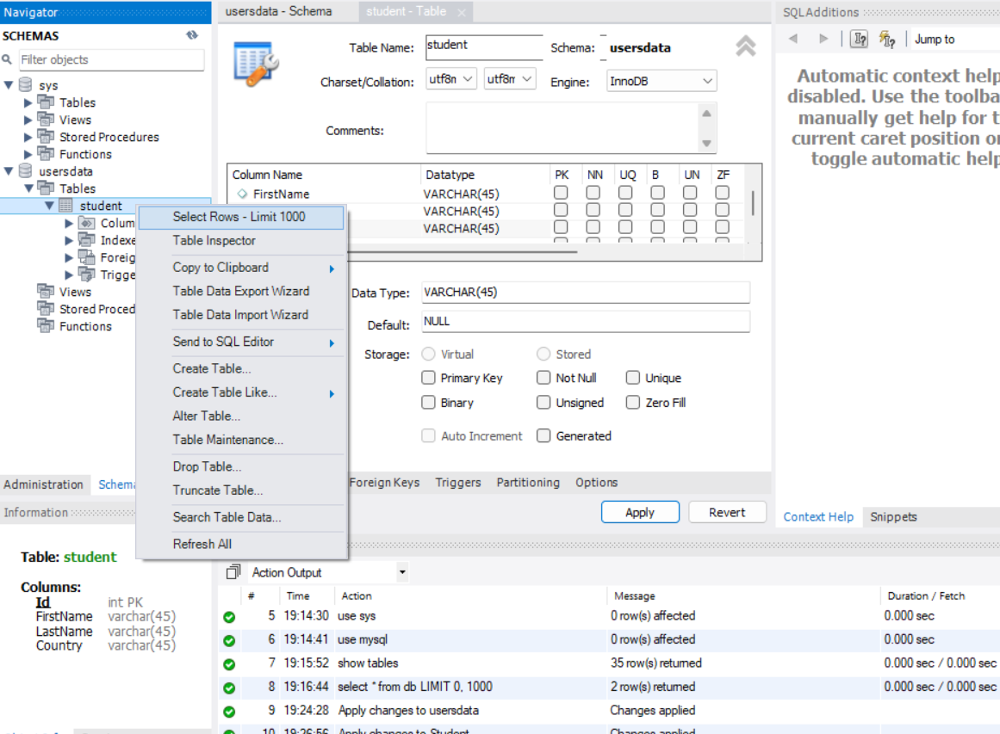 Navigator
SCHEMAS
Filter objects
sys
Tables
Views
Stored Procedures
Functions
usersdata
Tables
student
Colum
Indexe
Foreig
Trigge
Views
Stored Proced
Functions
Administration Schema
Information
Table: student
Columns:
Id int PK
FirstName varchar(45)
LastName varchar(45)
Country varchar(45)
Select Rows - Limit 1000
Table Inspector
Copy to Clipboard
Table Data Export Wizard
Table Data Import Wizard
Send to SQL Editor
Create Table...
Create Table Like...
Alter Table...
Table Maintenance...
Drop Table...
Truncate Table...
Search Table Data...
Refresh All
usersdata - Schema student - Table
Table Name: student Schema: usersdata
Charset/Collation: utf8n utf8n Engine: InnoDB
Comments:
Column Name Datatype PK NN UQ B UN ZF
FirstName VARCHAR(45)
VARCHAR(45)
VARCHAR(45)
Data Type: VARCHAR(45)
Default: NULL
Storage: Virtual Stored
Primary Key Not Null Unique
Binary Unsigned Zero Fill
Auto Increment Generated
Foreign Keys Triggers Partitioning Options
Apply Revert
Action Output
# Time Action Message Duration / Fetch
5 19:14:30 use sys 0 row(s) affected 0.000 sec
6 19:14:41 use mysql 0 row(s) affected 0.000 sec
7 19:15:52 show tables 35 row(s) returned 0.000 sec / 0.000 sec
8 19:16:44 select * from db LIMIT 0, 1000 2 row(s) returned 0.000 sec / 0.000 sec
9 19:24:28 Apply changes to usersdata Changes applied
10 19:26:56 Apply changes to Student Changes applied
SQLAdditions
Jump to
Automatic context help
disabled. Use the toolba
manually get help for t
current caret position o
toggle automatic help
Context Help Snippets